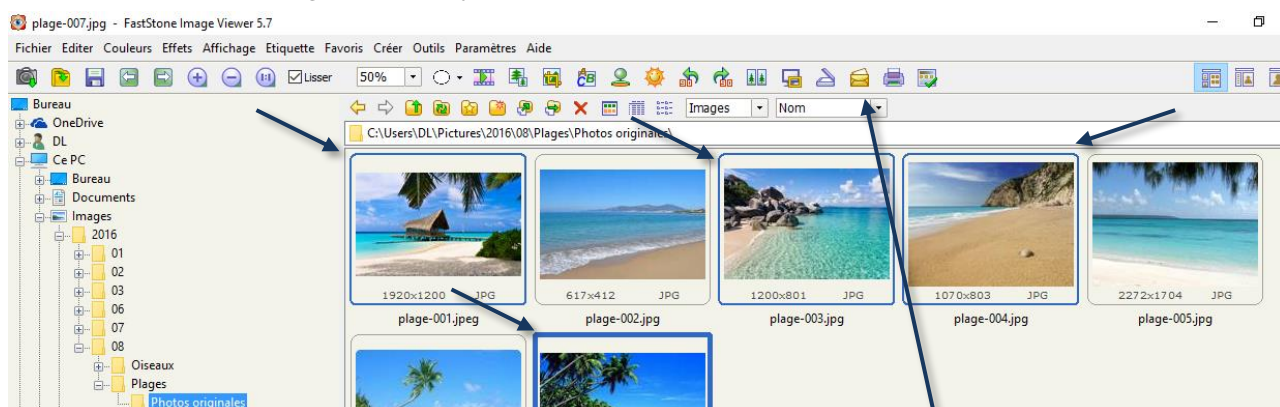 plage-007.jpg - FastStone Image Viewer 5.7
Fichier Editer Couleurs Effets Affichage Etiquette Favoris Créer Outils Paramètres Aide
1:1 Lisser 50%
Bureau
Images Nom
OneDrive
C:\Users\DL\Pictures\2016\08\Plages\Photos originales\
DL
Ce PC
Bureau
Documents
Images
2016
01
02
03
06
07
08
Oiseaux
Plages
Photos originales
1920x1200 JPG
617x412 JPG
1200x801 JPG
1070x803 JPG
2272x1704 JPG
plage-001.jpeg
plage-002.jpg
plage-003.jpg
plage-004.jpg
plage-005.jpg